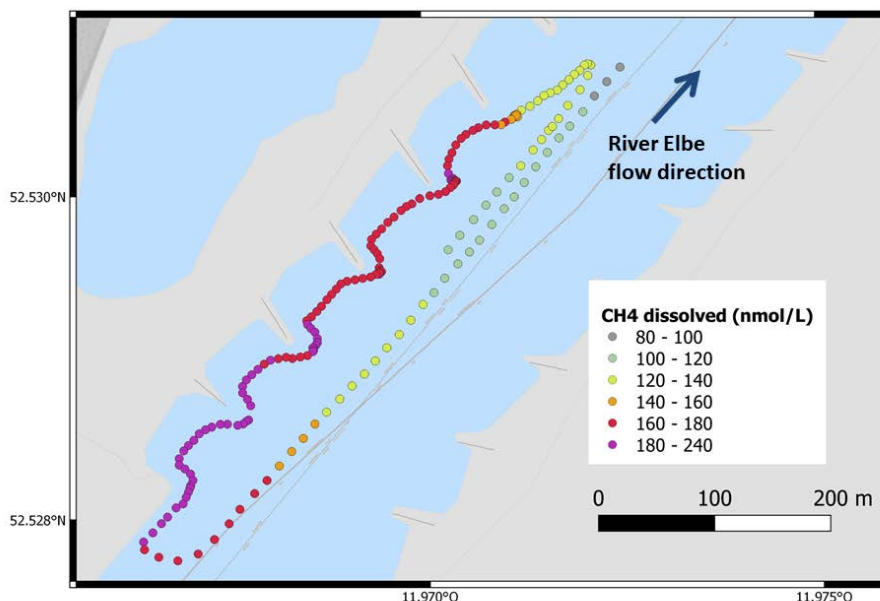 River Elbe
flow direction
52.530°N
CH4 dissolved (nmol/L)
80 - 100
100 - 120
120 - 140
140 - 160
160 - 180
180 - 240
0 100 200 m
52.528°N
11.970°O 11.975°O